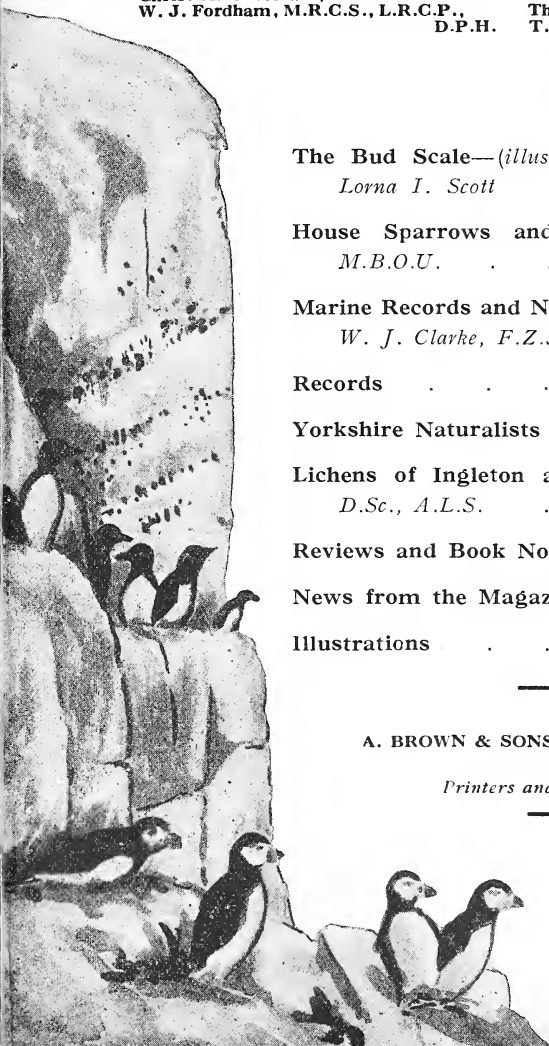 W. J. Fordham, M.R.C.S., L.R.C.P., Th
D.P.H. T.
The Bud Scale—(illus
Lorna I. Scott
House Sparrows and
M.B.O.U. . .
Marine Records and N
W. J. Clarke, F.Z.
Records . . .
Yorkshire Naturalists
Lichens of Ingleton a
D.Sc., A.L.S. .
Reviews and Book No
News from the Magaz
Illustrations . .
A. BROWN & SONS
Printers and